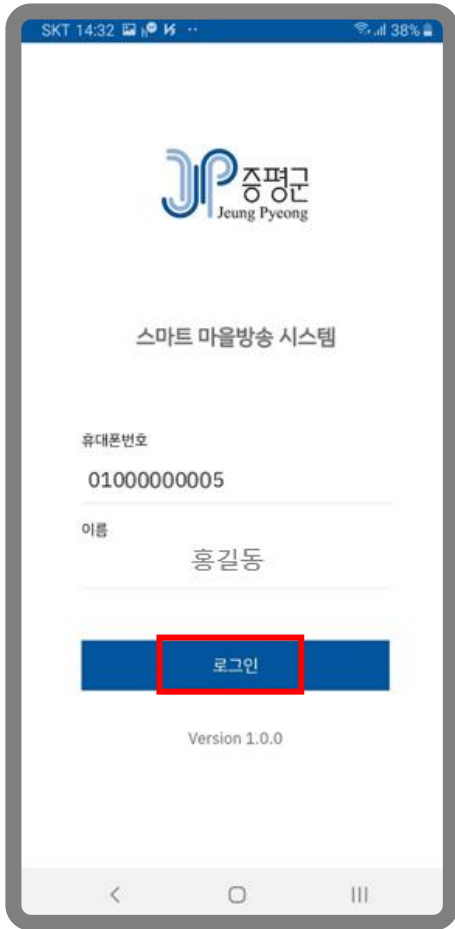 SKT 14:32
38%
JP 증평군
Jeung Pyeong
스마트 마을방송 시스템
휴대폰번호
01000000005
이름
홍길동
로그인
Version 1.0.0